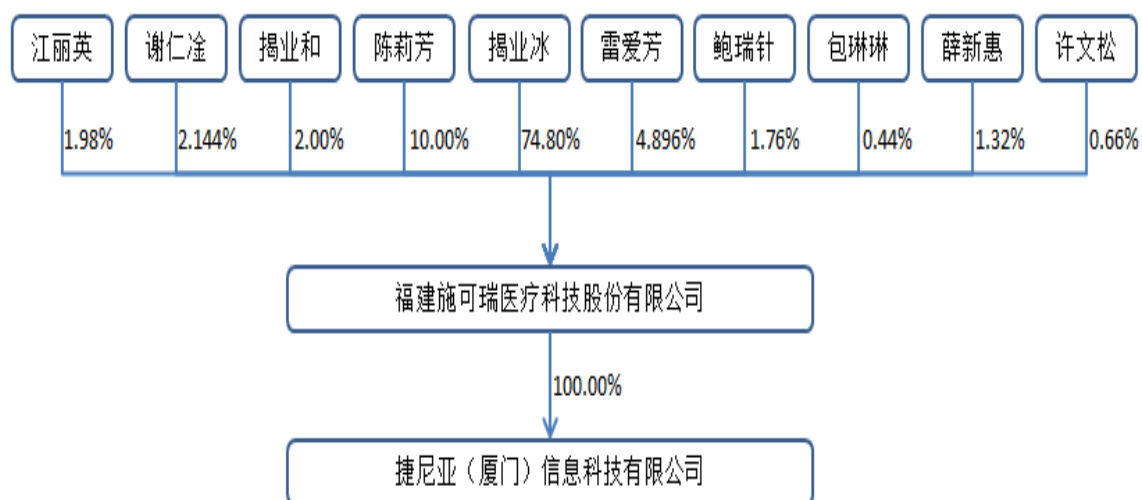 江丽英 谢仁淦 揭业和 陈莉芳 揭业冰 雷爱芳 鲍瑞针 包琳琳 薛新惠 许文松
1.98% 2.144% 2.00% 10.00% 74.80% 4.896% 1.76% 0.44% 1.32% 0.66%
福建施可瑞医疗科技股份有限公司
100.00%
捷尼亚（厦门）信息科技有限公司